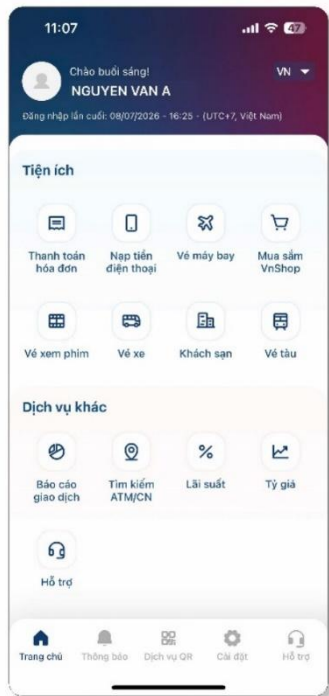 11:07
47
Chào buổi sáng!
VN
NGUYEN VAN A
Đăng nhập lần cuối: 08/07/2026 - 16:25 - (UTC+7, Việt Nam)
Tiện ích
Thanh toán Nạp tiền Vé máy bay Mua sắm
hóa đơn điện thoại VnShop
Vé xem phim Vé xe Khách sạn Vé tàu
Dịch vụ khác
Báo cáo Tìm kiếm Lãi suất Tỷ giá
giao dịch ATM/CN
Hỗ trợ
Trang chủ Thông báo Dịch vụ QR Cài đặt Hỗ trợ